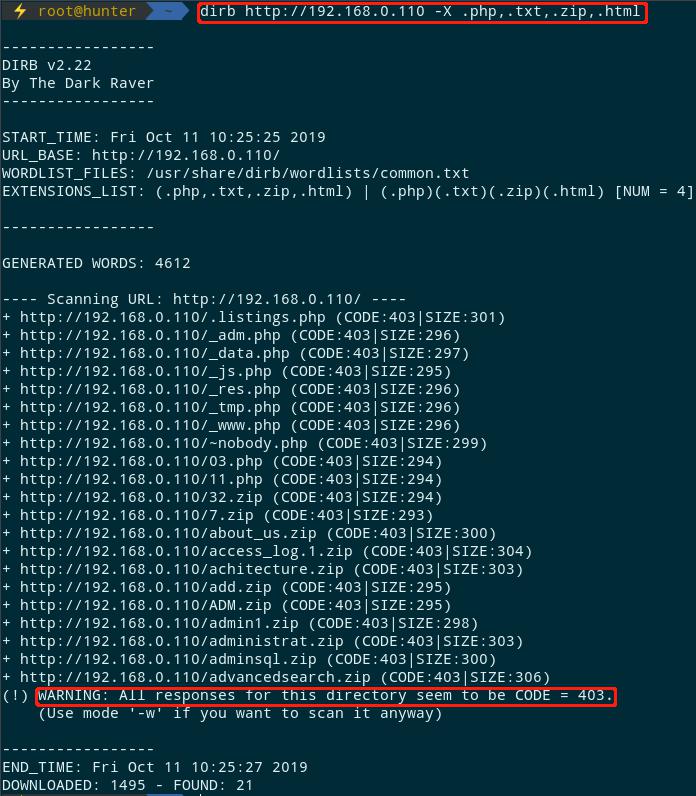 ⚡ root@hunter ~ dirb http://192.168.0.110 -X .php,.txt,.zip,.html
-----------------
DIRB v2.22
By The Dark Raver
-----------------
START_TIME: Fri Oct 11 10:25:25 2019
URL_BASE: http://192.168.0.110/
WORDLIST_FILES: /usr/share/dirb/wordlists/common.txt
EXTENSIONS_LIST: (.php,.txt,.zip,.html) | (.php)(.txt)(.zip)(.html) [NUM = 4]
-----------------
GENERATED WORDS: 4612
---- Scanning URL: http://192.168.0.110/ ----
+ http://192.168.0.110/.listings.php (CODE:403|SIZE:301)
+ http://192.168.0.110/_adm.php (CODE:403|SIZE:296)
+ http://192.168.0.110/_data.php (CODE:403|SIZE:297)
+ http://192.168.0.110/_js.php (CODE:403|SIZE:295)
+ http://192.168.0.110/_res.php (CODE:403|SIZE:296)
+ http://192.168.0.110/_tmp.php (CODE:403|SIZE:296)
+ http://192.168.0.110/_www.php (CODE:403|SIZE:296)
+ http://192.168.0.110/~nobody.php (CODE:403|SIZE:299)
+ http://192.168.0.110/03.php (CODE:403|SIZE:294)
+ http://192.168.0.110/11.php (CODE:403|SIZE:294)
+ http://192.168.0.110/32.zip (CODE:403|SIZE:294)
+ http://192.168.0.110/7.zip (CODE:403|SIZE:293)
+ http://192.168.0.110/about_us.zip (CODE:403|SIZE:300)
+ http://192.168.0.110/access_log.1.zip (CODE:403|SIZE:304)
+ http://192.168.0.110/achitecture.zip (CODE:403|SIZE:303)
+ http://192.168.0.110/add.zip (CODE:403|SIZE:295)
+ http://192.168.0.110/ADM.zip (CODE:403|SIZE:295)
+ http://192.168.0.110/admin1.zip (CODE:403|SIZE:298)
+ http://192.168.0.110/administrat.zip (CODE:403|SIZE:303)
+ http://192.168.0.110/adminsql.zip (CODE:403|SIZE:300)
+ http://192.168.0.110/advancedsearch.zip (CODE:403|SIZE:306)
(!) WARNING: All responses for this directory seem to be CODE = 403.
(Use mode '-w' if you want to scan it anyway)
-----------------
END_TIME: Fri Oct 11 10:25:27 2019
DOWNLOADED: 1495 - FOUND: 21